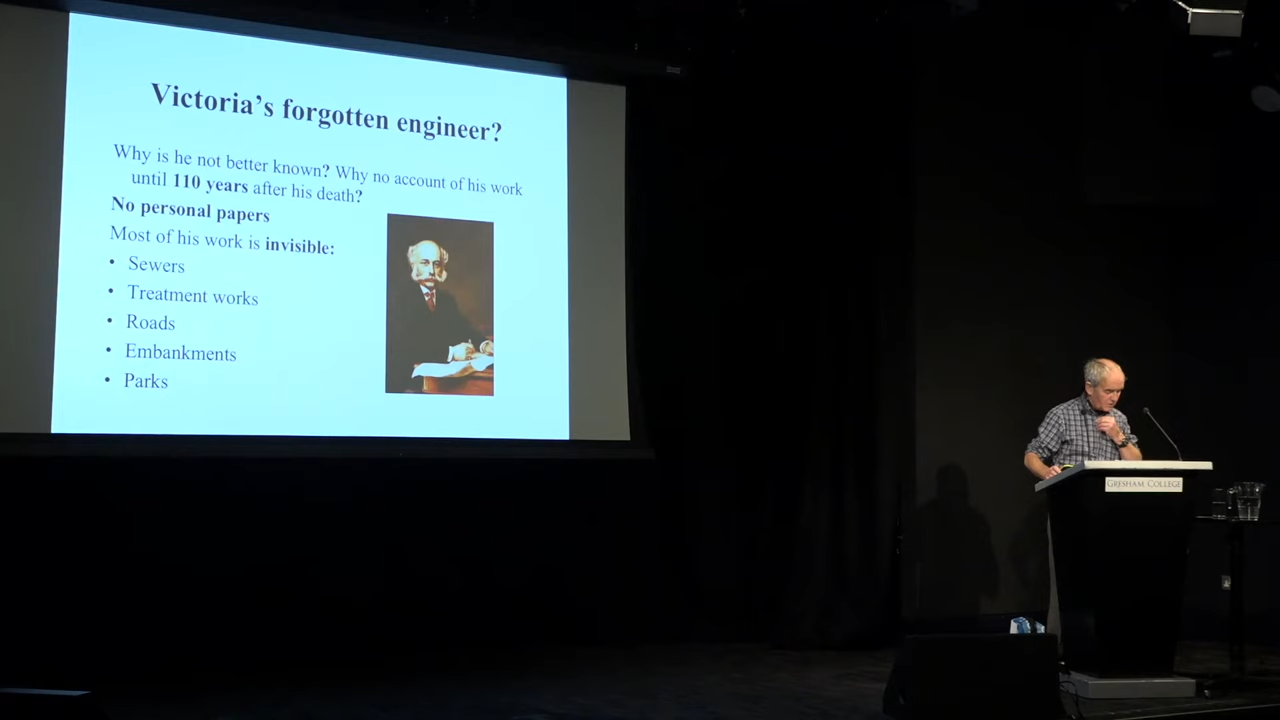 Victoria's forgotten engineer?
Why is he not better known? Why no account of his work
until 110 years after his death?
No personal papers
Most of his work is invisible:
• Sewers
• Treatment works
• Roads
• Embankments
• Parks
GRESHAM COLLEGE